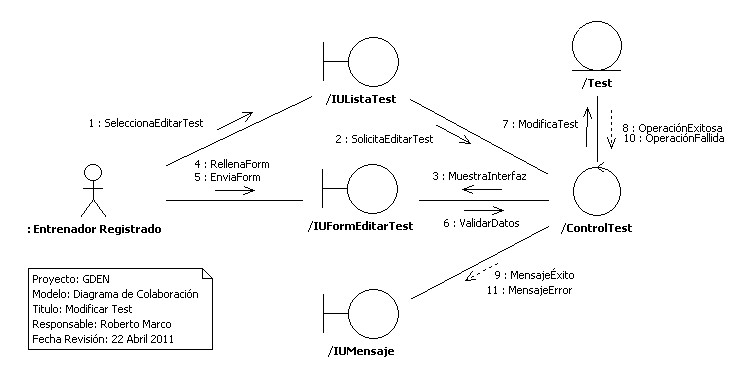 /IUListaTest
/Test
1 : SeleccionaEditarTest
2 : SolicitaEditarTest
7 : ModificaTest
8 : OperaciónExitosa
10 : OperaciónFallida
4 : RellenaForm
5 : EnviaForm
3 : MuestraInterfaz
: Entrenador Registrado
/IUFormEditarTest
6 : ValidarDatos
/ControlTest
9 : MensajeÉxito
11 : MensajeError
Proyecto: GDEN
Modelo: Diagrama de Colaboración
Titulo: Modificar Test
Responsable: Roberto Marco
Fecha Revisión: 22 Abril 2011
/IUMensaje